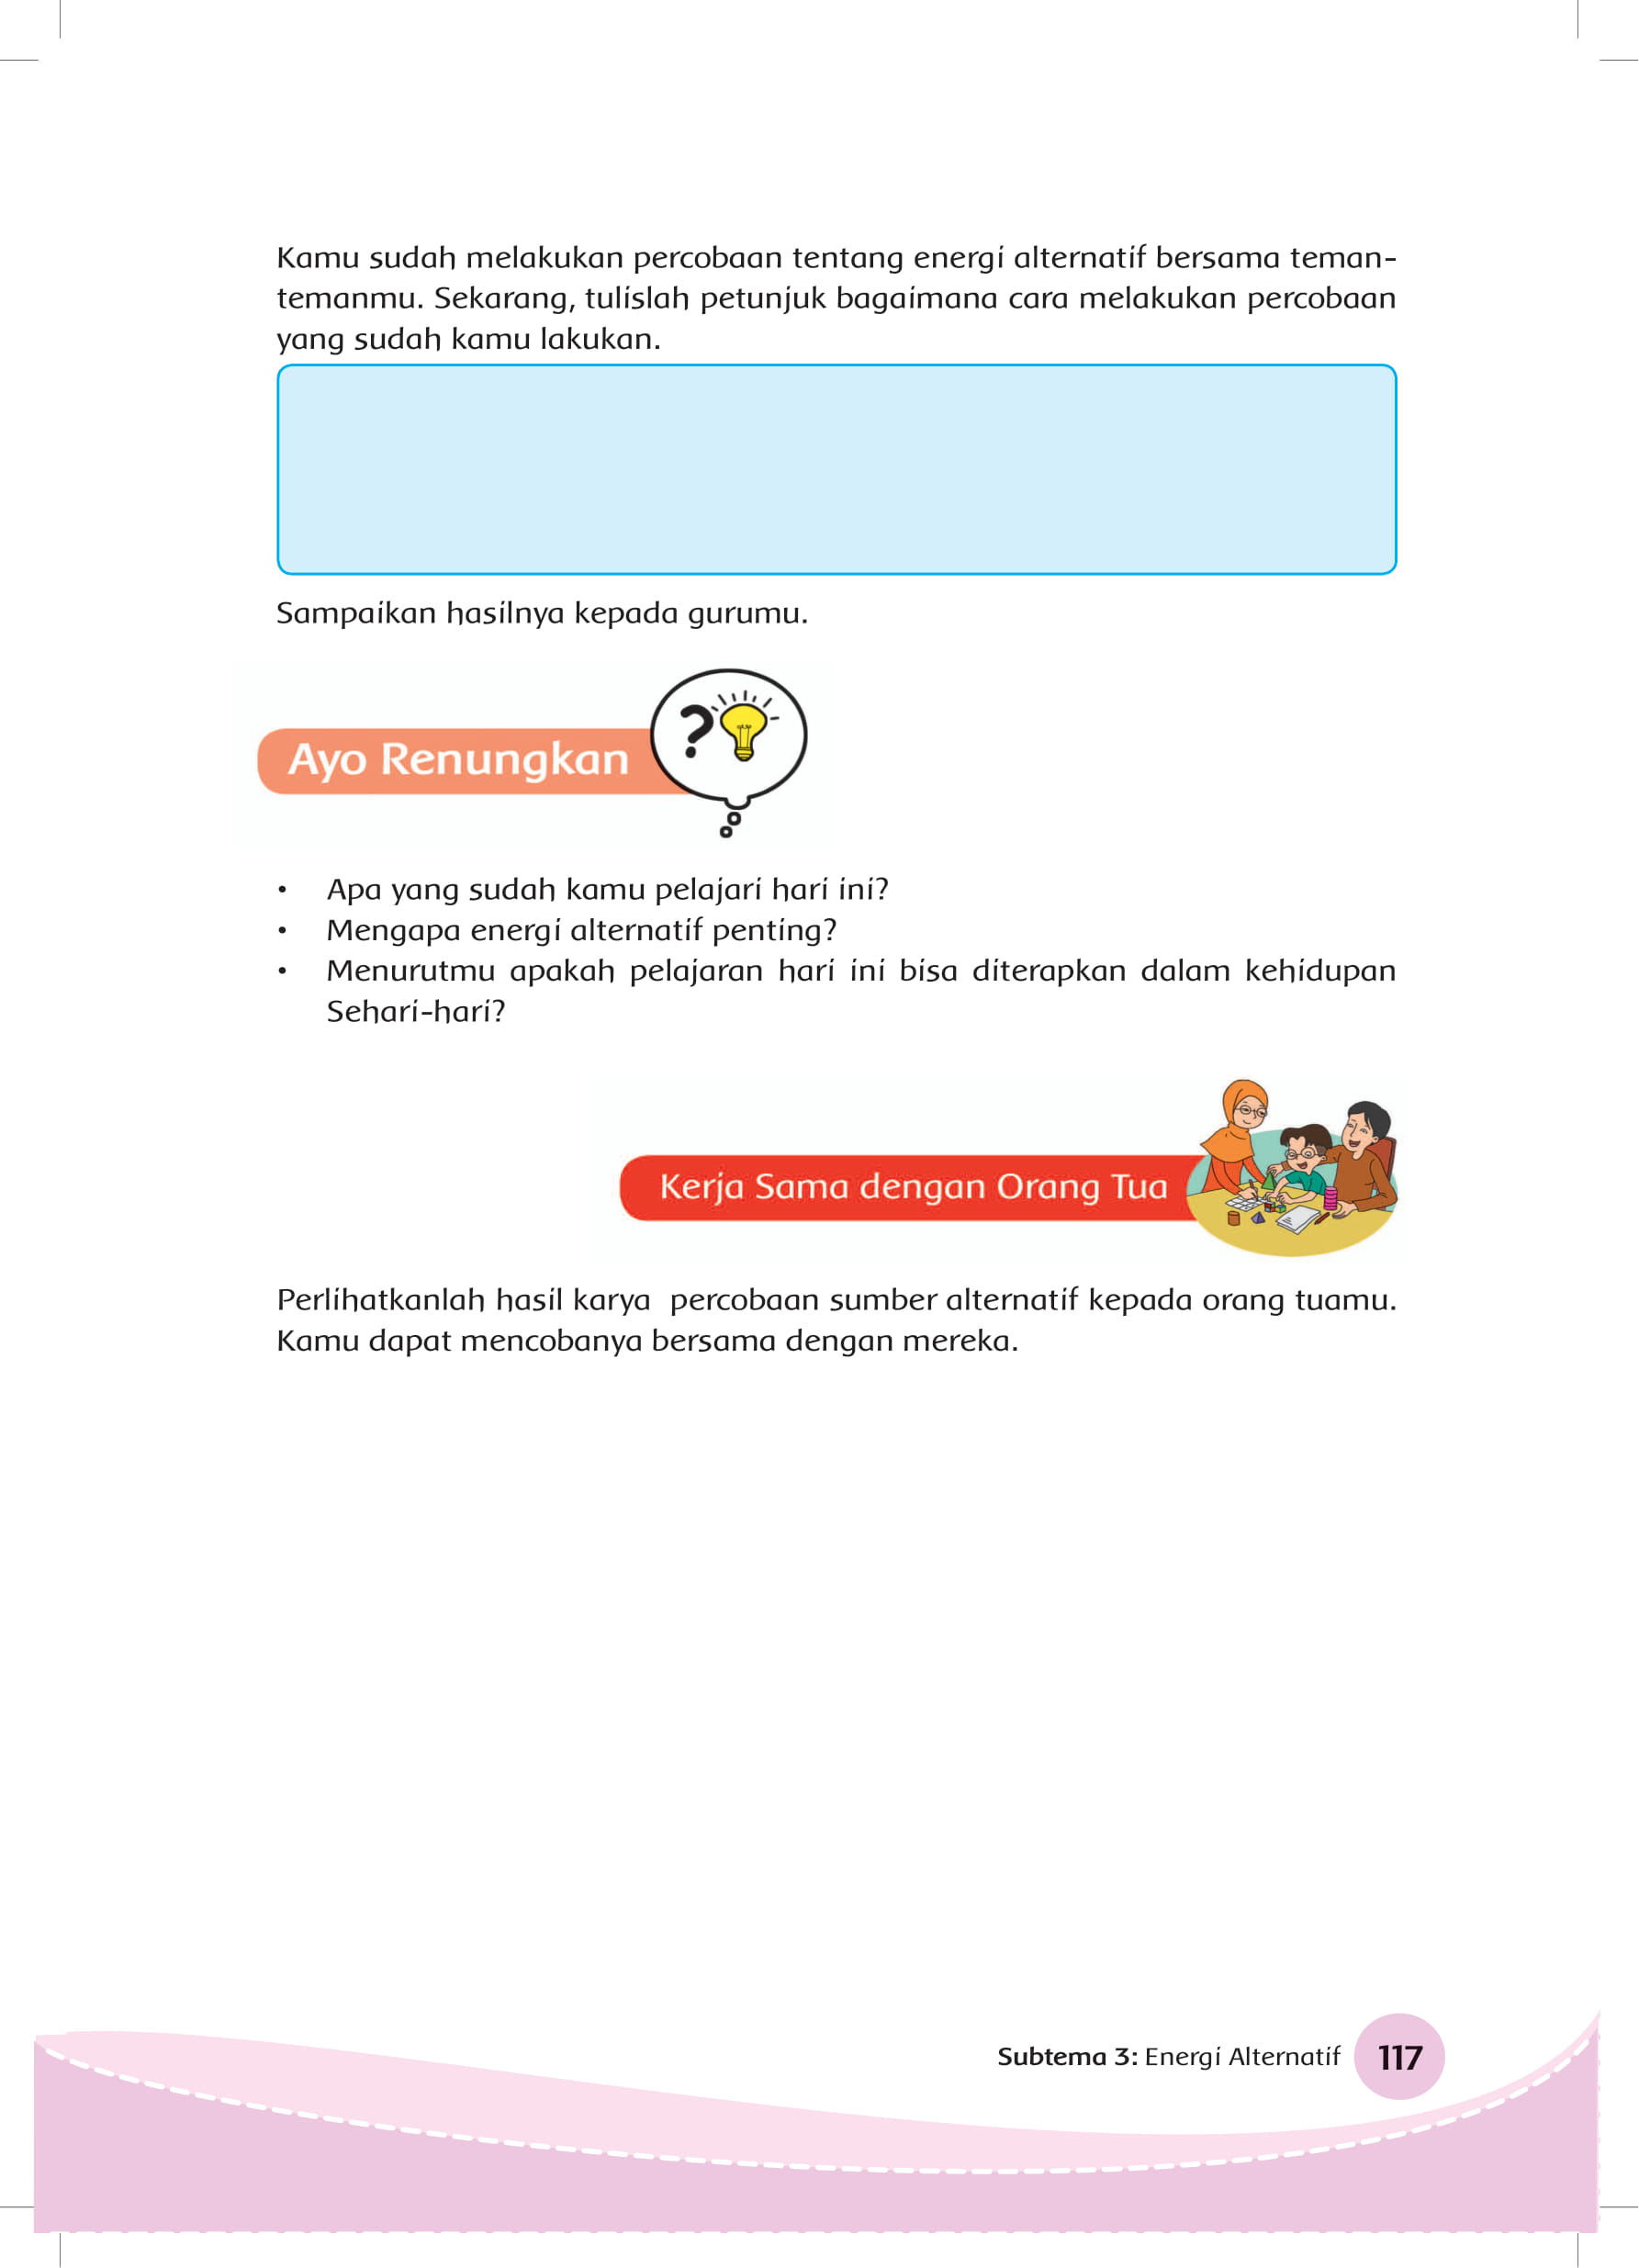 Kamu sudah melakukan percobaan tentang energi alternatif bersama teman-
temanmu. Sekarang, tulislah petunjuk bagaimana cara melakukan percobaan
yang sudah kamu lakukan.
Sampaikan hasilnya kepada gurumu.
?
Ayo Renungkan
• Apa yang sudah kamu pelajari hari ini?
• Mengapa energi alternatif penting?
• Menurutmu apakah pelajaran hari ini bisa diterapkan dalam kehidupan
Sehari-hari?
Kerja Sama dengan Orang Tua
Perlihatkanlah hasil karya  percobaan sumber alternatif kepada orang tuamu.
Kamu dapat mencobanya bersama dengan mereka.
Subtema 3: Energi Alternatif 117